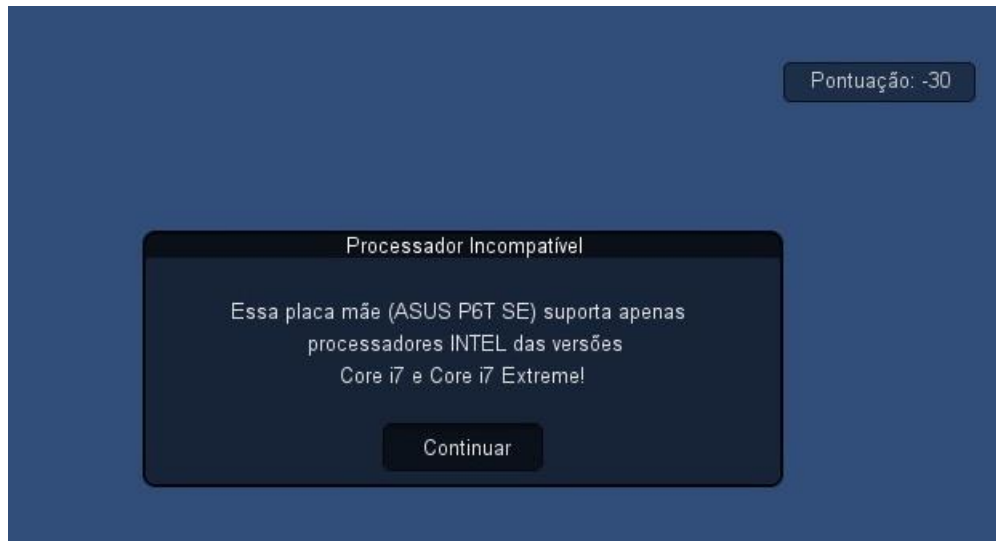 Pontuação: -30
Processador Incompatível
Essa placa mãe (ASUS P6T SE) suporta apenas
processadores INTEL das versões
Core i7 e Core i7 Extreme!
Continuar